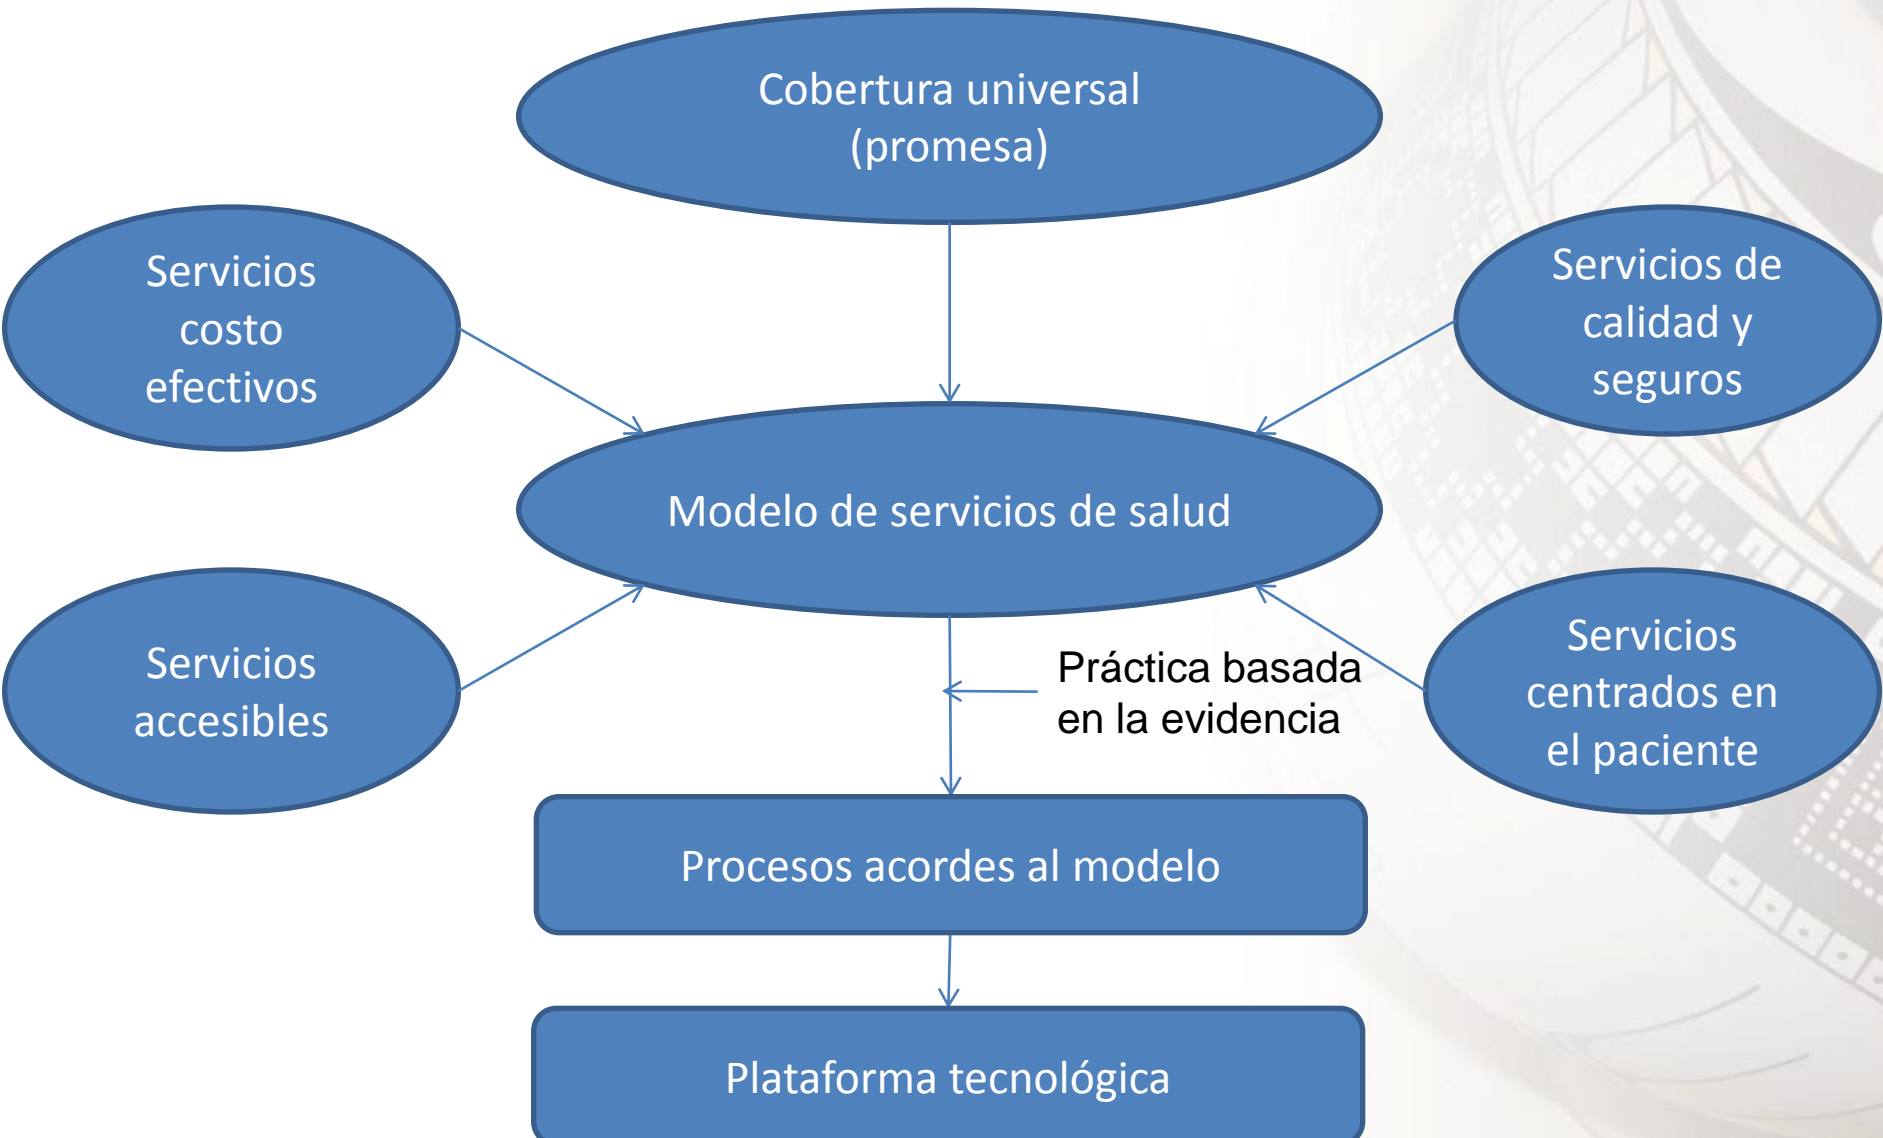 Cobertura universal
(promesa)
Servicios
costo
efectivos
Servicios de
calidad y
seguros
Modelo de servicios de salud
Servicios
accesibles
Práctica basada
en la evidencia
Servicios
centrados en
el paciente
Procesos acordes al modelo
Plataforma tecnológica